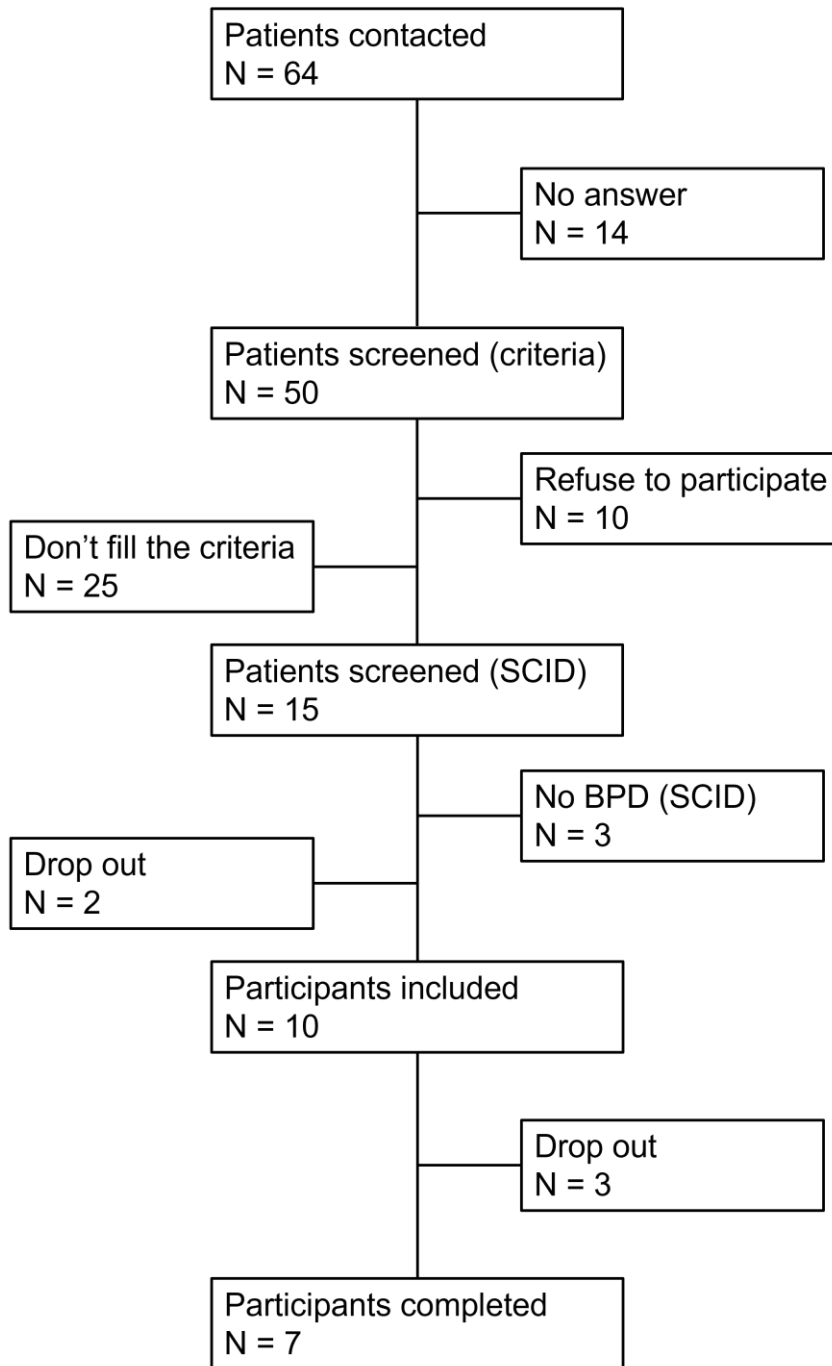 Patients contacted
N = 64
No answer
N = 14
Patients screened (criteria)
N = 50
Refuse to participate
N = 10
Don’t fill the criteria
N = 25
Patients screened (SCID)
N = 15
No BPD (SCID)
N = 3
Drop out
N = 2
Participants included
N = 10
Drop out
N = 3
Participants completed
N = 7